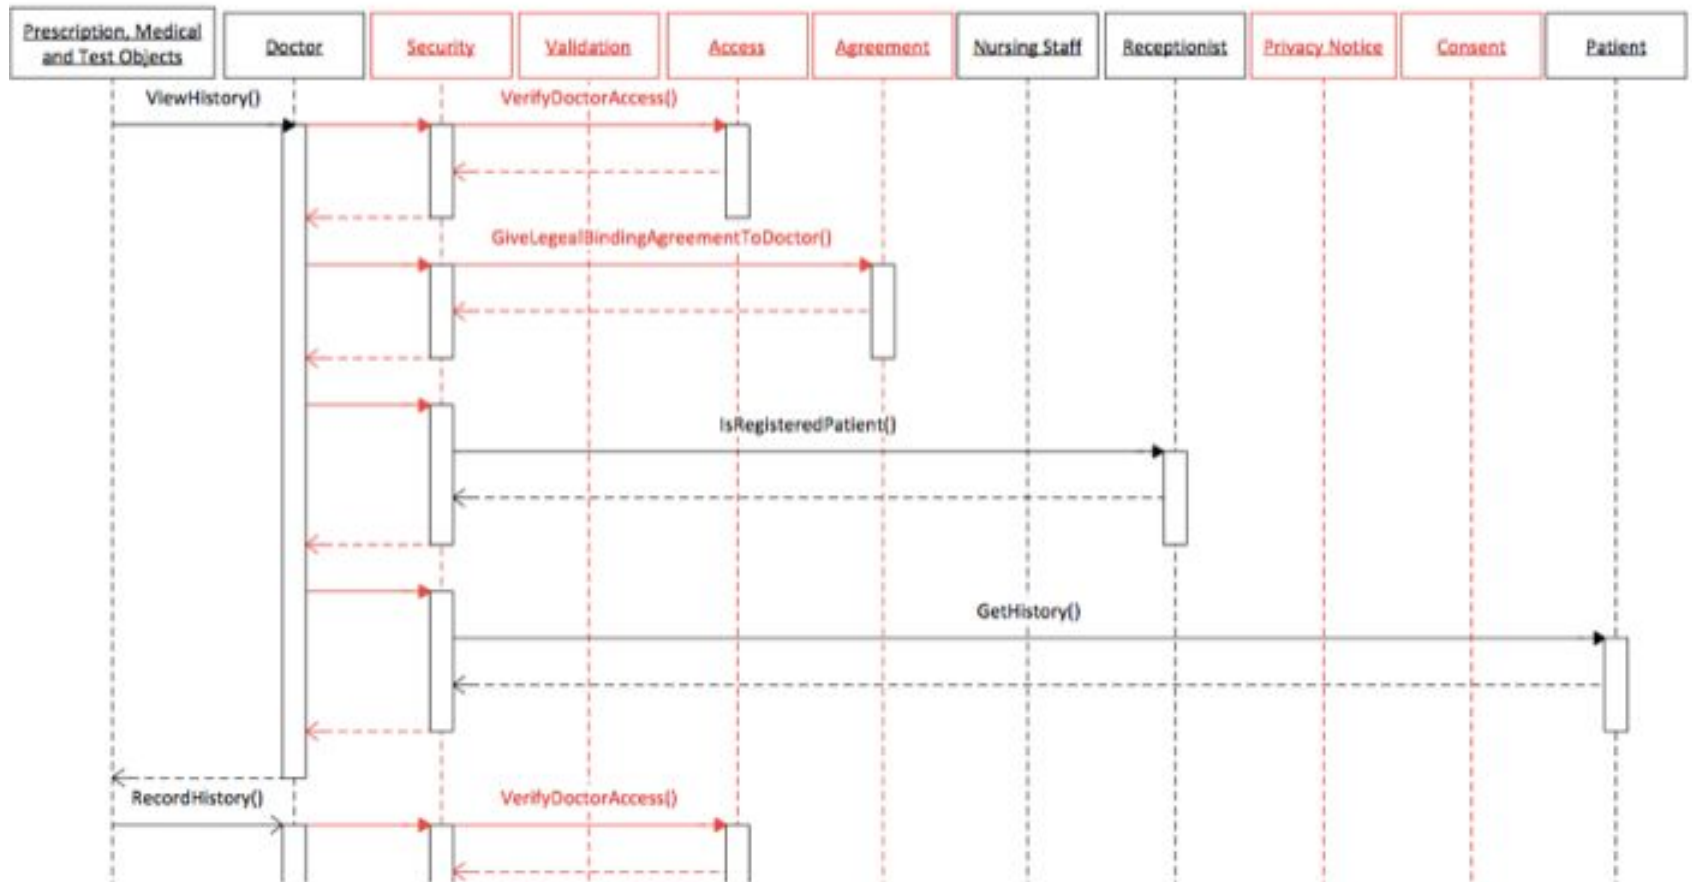 Prescription, Medical
and Test Objects
Doctor
Security
Validation
Access
Agreement
Nursing Staff
Receptionist
Privacy Notice
Consent
Patient
ViewHistory()
VerifyDoctorAccess()
GiveLegealBindingAgreementToDoctor()
IsRegisteredPatient()
GetHistory()
RecordHistory()
VerifyDoctorAccess()